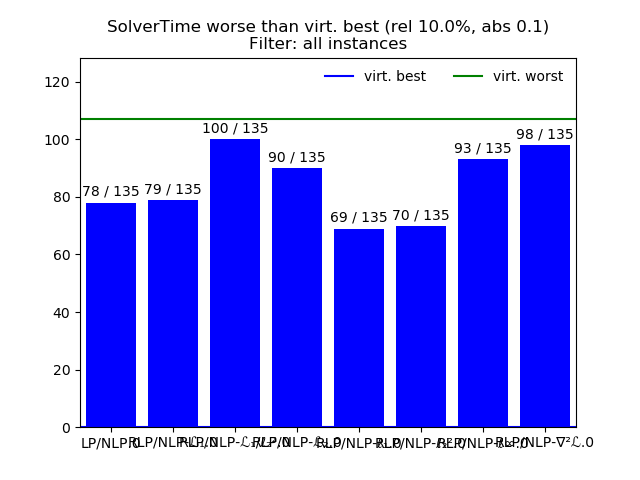 SolverTime worse than virt. best (rel 10.0%, abs 0.1)
Filter: all instances
virt. best
virt. worst
120
100
80
60
40
20
0
78 / 135
79 / 135
100 / 135
90 / 135
69 / 135
70 / 135
93 / 135
98 / 135
LP/NLP.0